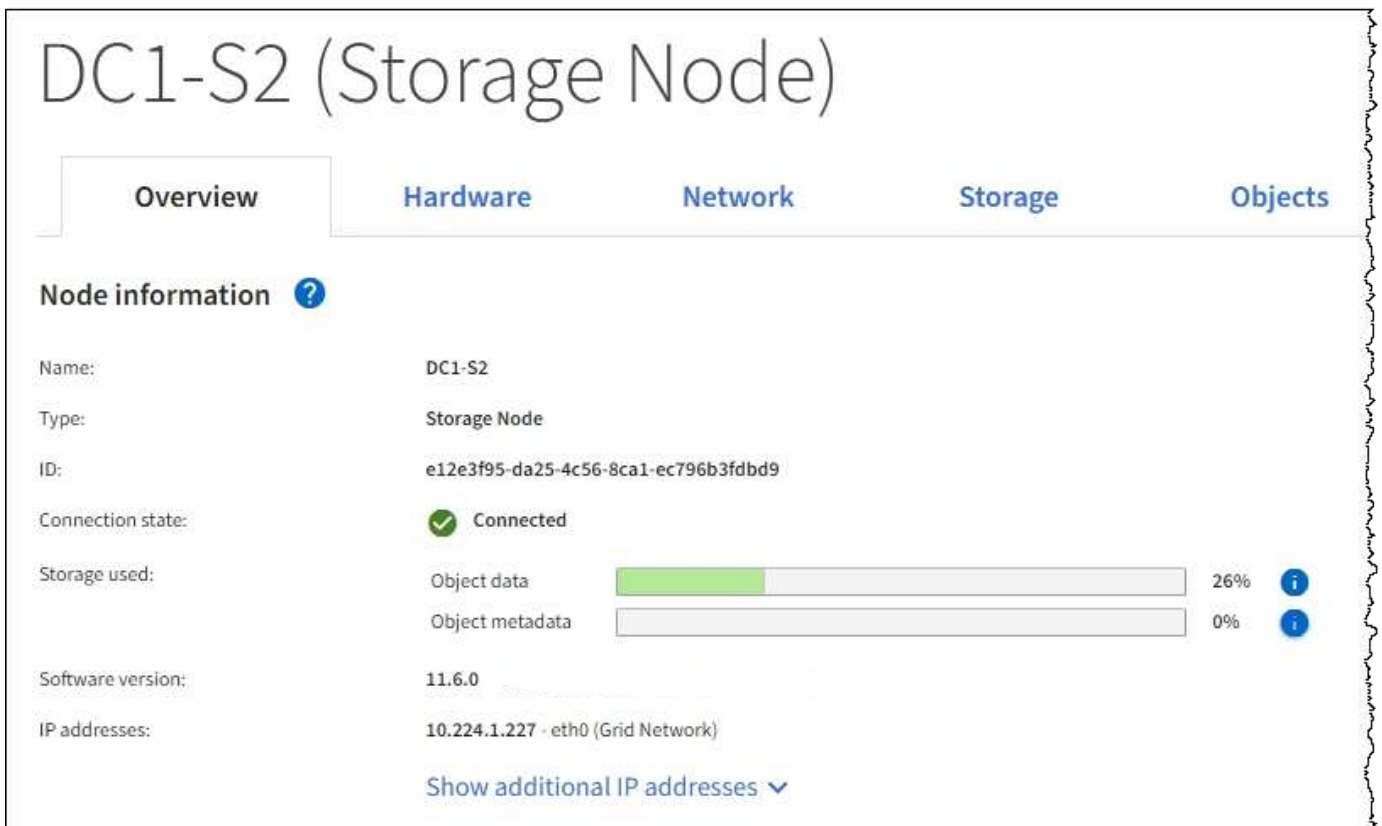 DC1-S2 (Storage Node)
Overview Hardware Network Storage Objects
Node information ?
Name: DC1-S2
Type: Storage Node
ID: e12e3f95-da25-4c56-8ca1-ec796b3fdbd9
Connection state: Connected
Storage used: Object data 26% i
Object metadata 0% i
Software version: 11.6.0
IP addresses: 10.224.1.227 - eth0 (Grid Network)
Show additional IP addresses